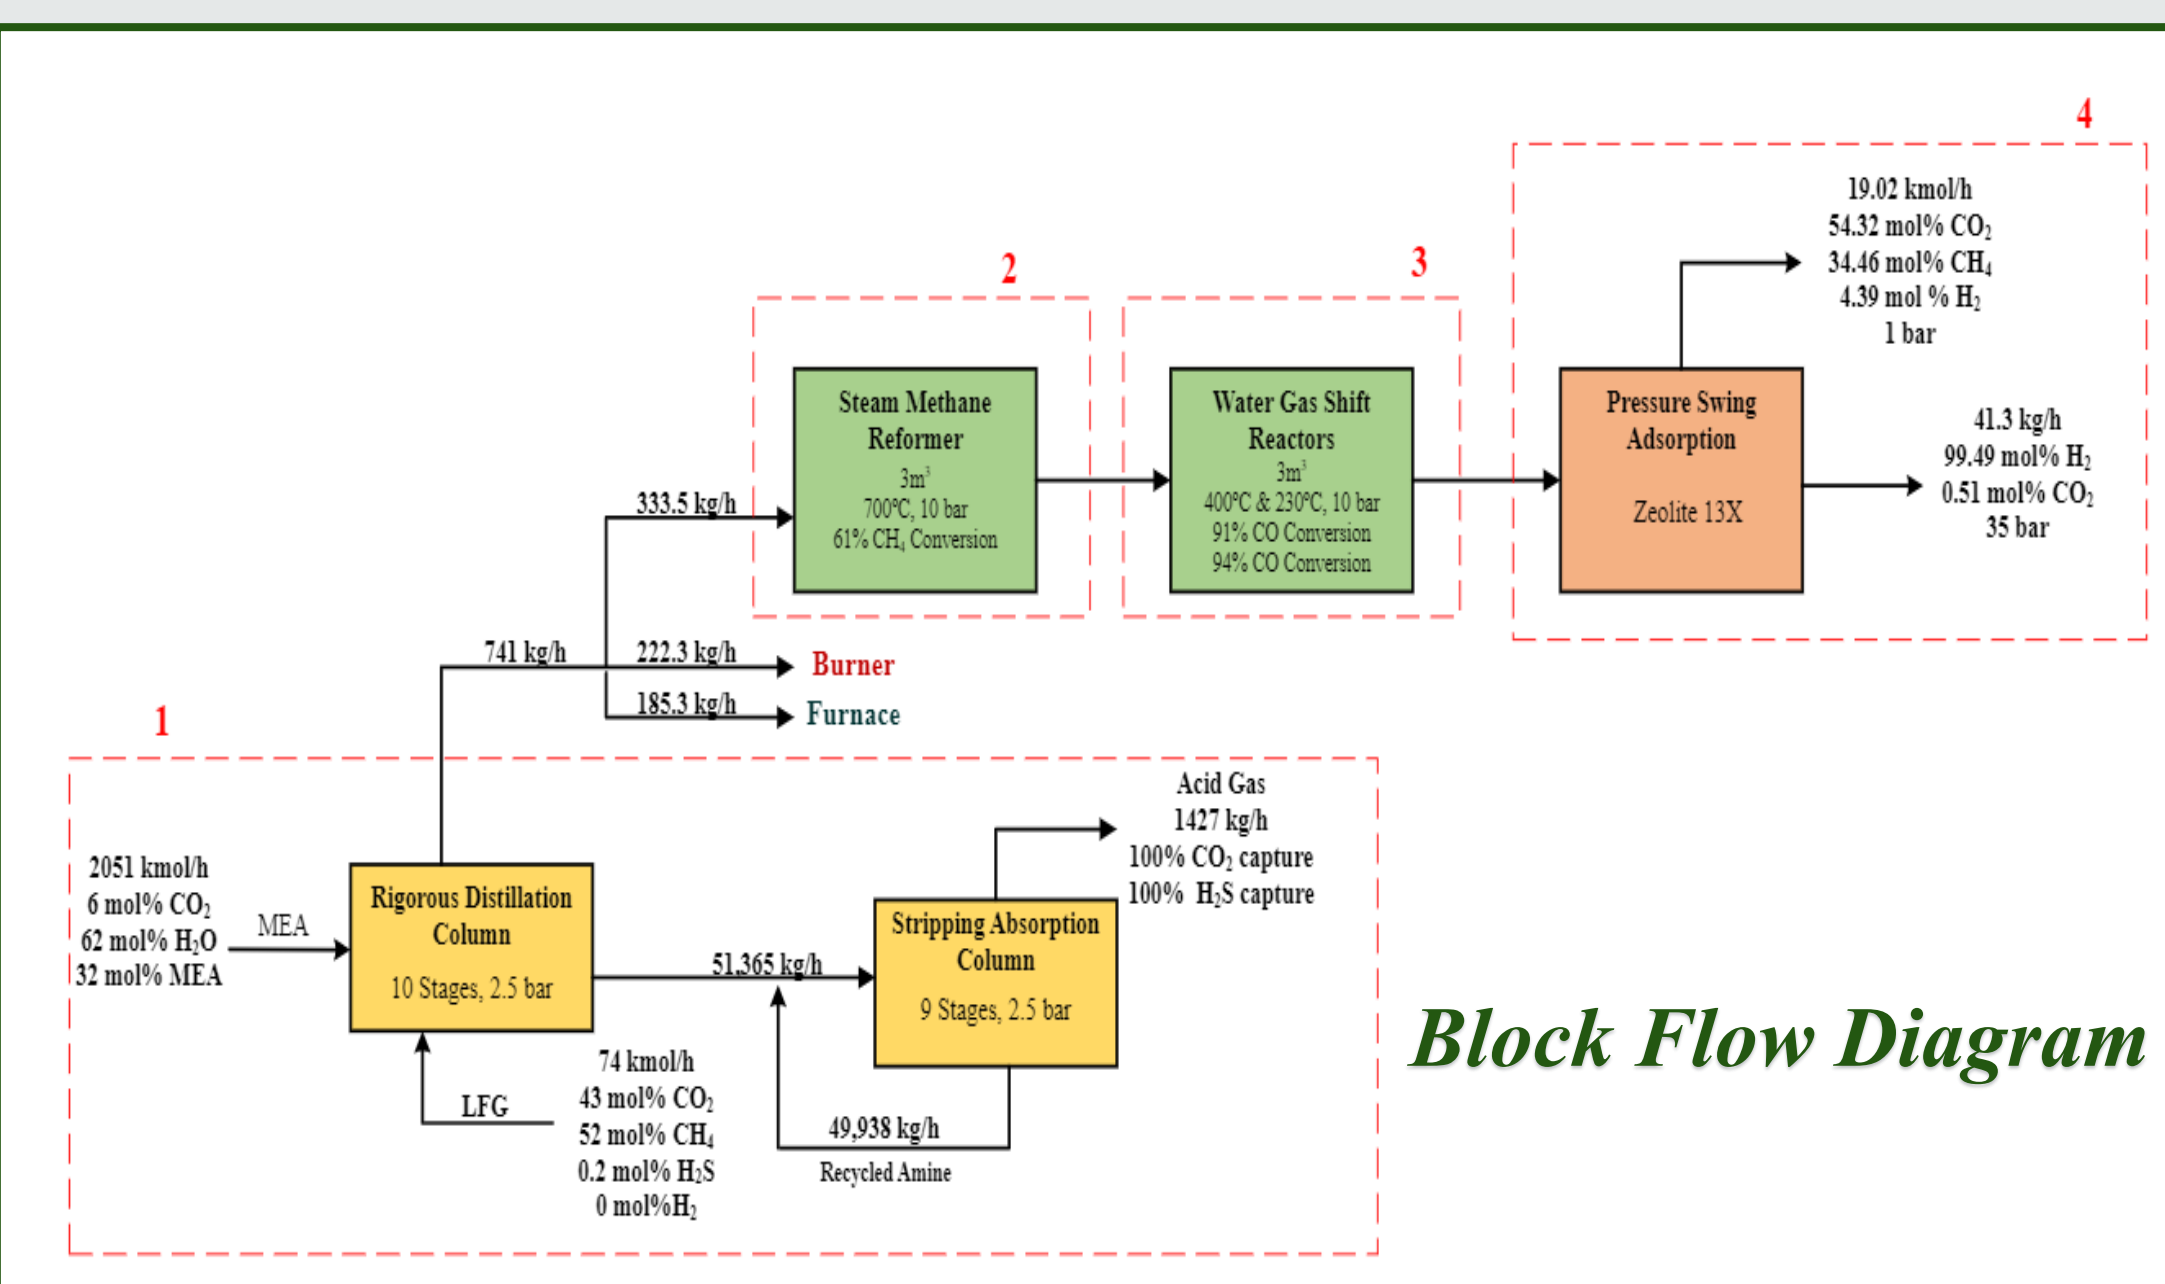 4
19.02 kmol/h
54.32 mol% CO₂
34.46 mol% CH₄
4.39 mol % H₂
1 bar
2
3
Steam Methane
Reformer
3m³
700ºC, 10 bar
61% CH₄ Conversion
Water Gas Shift
Reactors
3m³
400ºC & 230ºC, 10 bar
91% CO Conversion
94% CO Conversion
Pressure Swing
Adsorption
Zeolite 13X
41.3 kg/h
99.49 mol% H₂
0.51 mol% CO₂
35 bar
333.5 kg/h
741 kg/h
222.3 kg/h
Burner
185.3 kg/h
Furnace
1
2051 kmol/h
6 mol% CO₂
62 mol% H₂O
32 mol% MEA
MEA
Rigorous Distillation
Column
10 Stages, 2.5 bar
51,365 kg/h
Acid Gas
1427 kg/h
100% CO₂ capture
100% H₂S capture
Stripping Absorption
Column
9 Stages, 2.5 bar
LFG
74 kmol/h
43 mol% CO₂
52 mol% CH₄
0.2 mol% H₂S
0 mol%H₂
49,938 kg/h
Recycled Amine
Block Flow Diagram